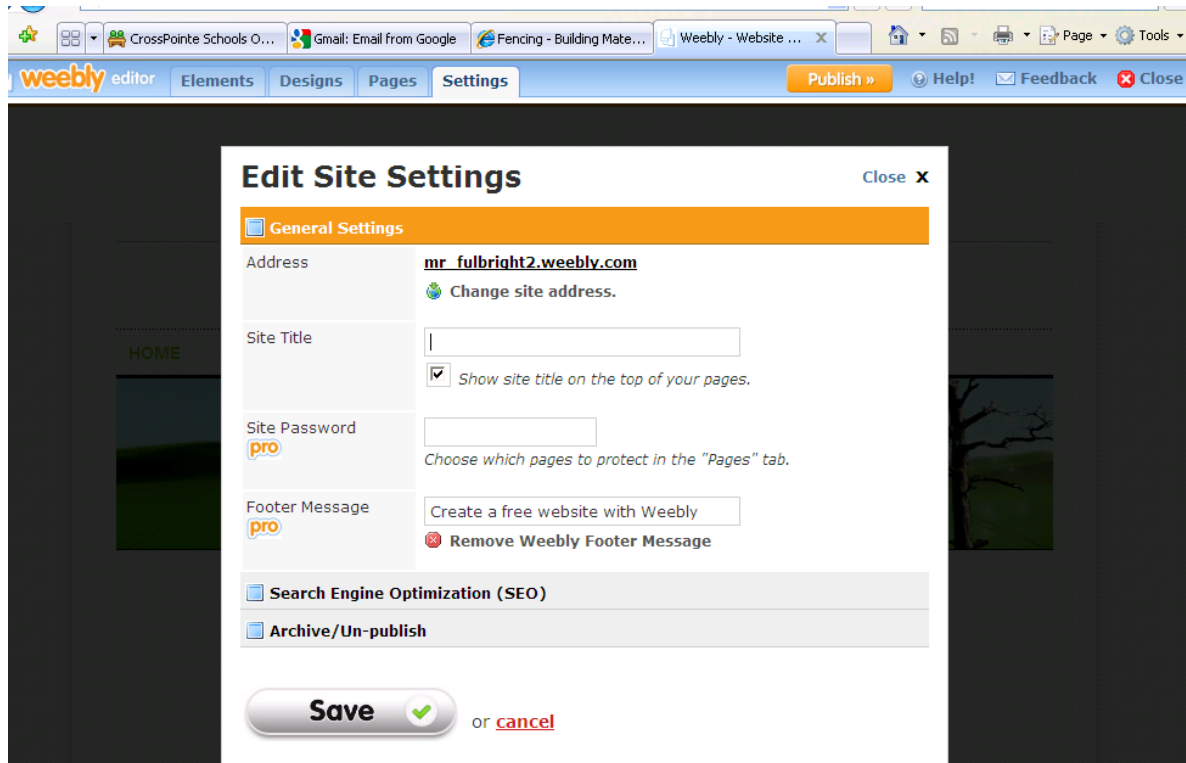 CrossPointe Schools O... Gmail: Email from Google Fencing - Building Mate... Weebly - Website ... X Page Tools
weebly editor Elements Designs Pages Settings Publish » Help! Feedback Close
Edit Site Settings Close X
General Settings
Address mr_fulbright2.weebly.com
Change site address.
Site Title
HOME
Show site title on the top of your pages.
Site Password
pro
Choose which pages to protect in the "Pages" tab.
Footer Message Create a free website with Weebly
pro
Remove Weebly Footer Message
Search Engine Optimization (SEO)
Archive/Un-publish
Save or cancel